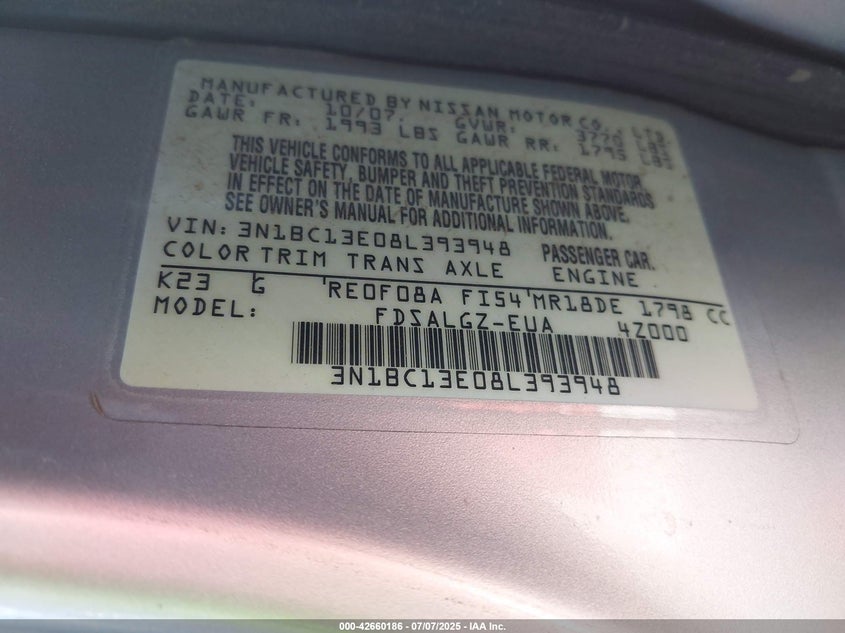 MANUFACTURED BY NISSAN MOTOR CO., LTD.
DATE: 10/07. GVWR: 3770 LBS
GAWR FR: 1993 LBS GAWR RR: 1795 LBS
THIS VEHICLE CONFORMS TO ALL APPLICABLE FEDERAL MOTOR
VEHICLE SAFETY, BUMPER AND THEFT PREVENTION STANDARDS
IN EFFECT ON THE DATE OF MANUFACTURE SHOWN ABOVE.
SEE OWNER'S MANUAL FOR ADDITIONAL INFORMATION.
VIN: 3N1BC13E08L393948 PASSENGER CAR.
COLOR TRIM TRANS AXLE ENGINE
K23 G RE0F08A FI54 MR18DE 1798 CC
MODEL: FDSALGZ-EUA 4Z000
3N1BC13E08L393948
000-42660186 - 07/07/2025 - IAA Inc.